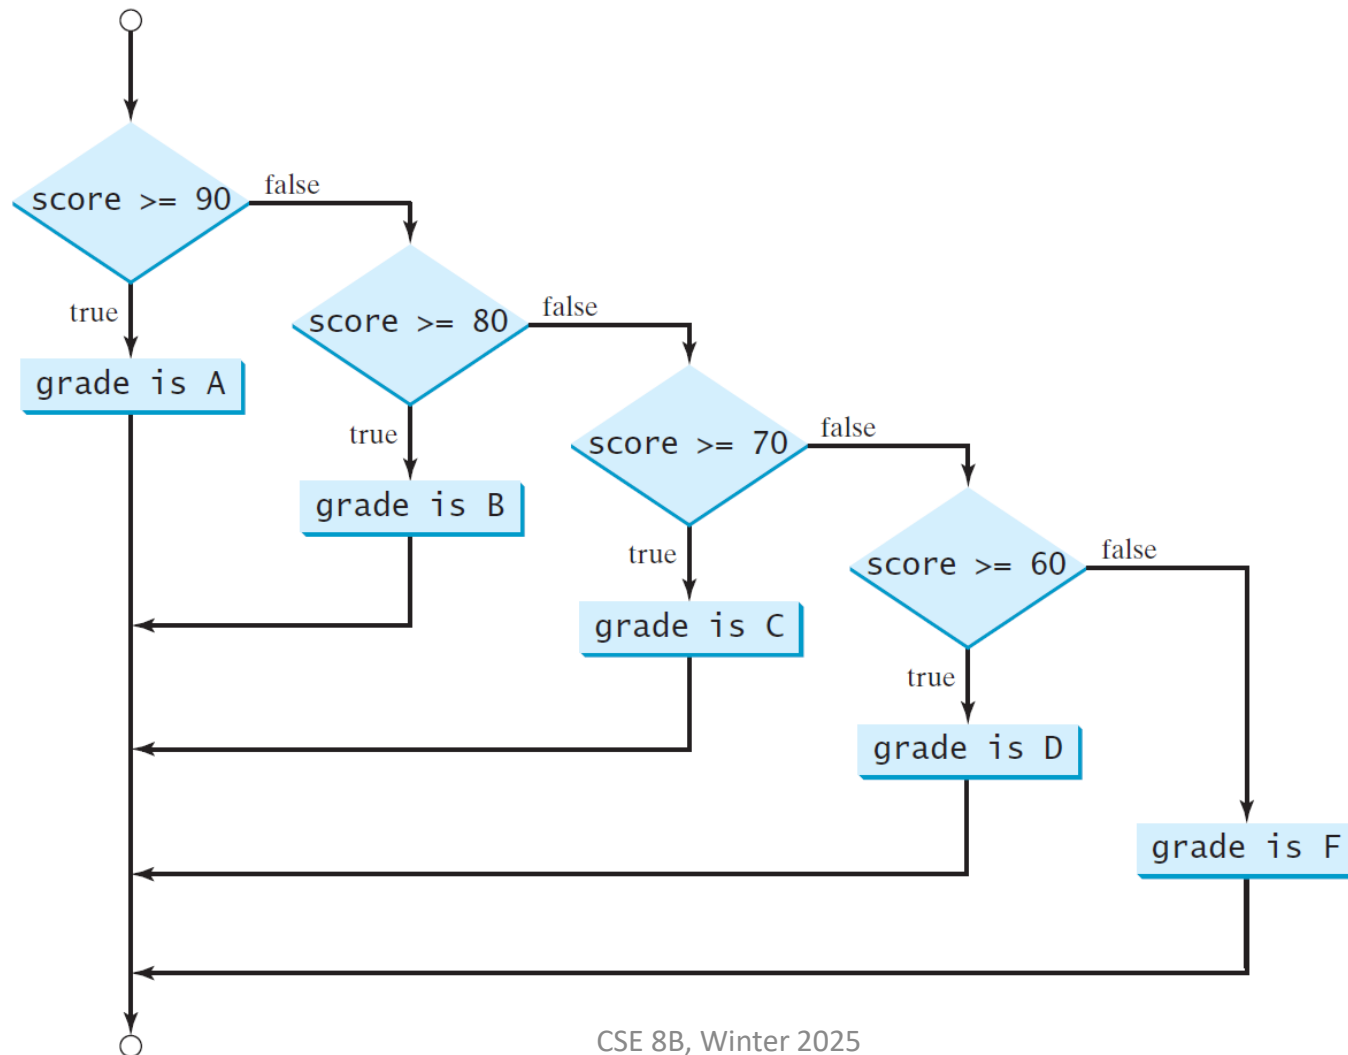 score >= 90
false
true
grade is A
score >= 80
false
true
grade is B
score >= 70
false
true
grade is C
score >= 60
false
true
grade is D
grade is F
CSE 8B, Winter 2025